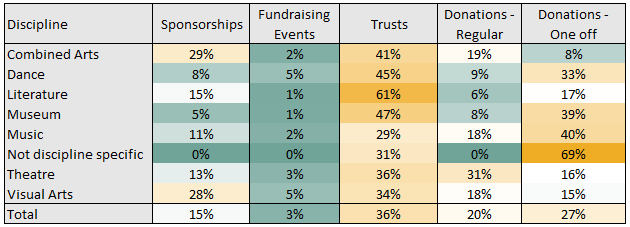 Discipline Sponsorships Fundraising Events Trusts Donations - Regular Donations - One off
Combined Arts 29% 2% 41% 19% 8%
Dance 8% 5% 45% 9% 33%
Literature 15% 1% 61% 6% 17%
Museum 5% 1% 47% 8% 39%
Music 11% 2% 29% 18% 40%
Not discipline specific 0% 0% 31% 0% 69%
Theatre 13% 3% 36% 31% 16%
Visual Arts 28% 5% 34% 18% 15%
Total 15% 3% 36% 20% 27%